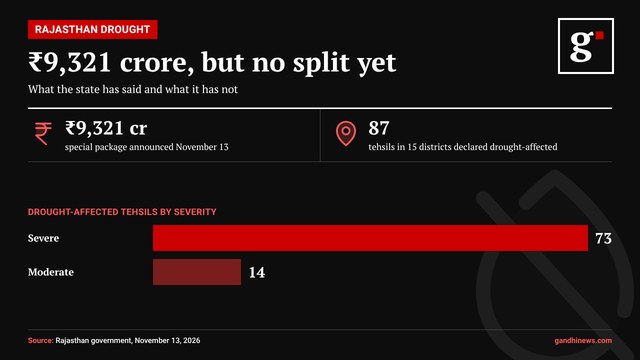 RAJASTHAN DROUGHT
₹9,321 crore, but no split yet
What the state has said and what it has not
g
₹9,321 cr
special package announced November 13
87
tehsils in 15 districts declared drought-affected
DROUGHT-AFFECTED TEHSILS BY SEVERITY
Severe 73
Moderate 14
Source: Rajasthan government, November 13, 2026
gandhinews.com